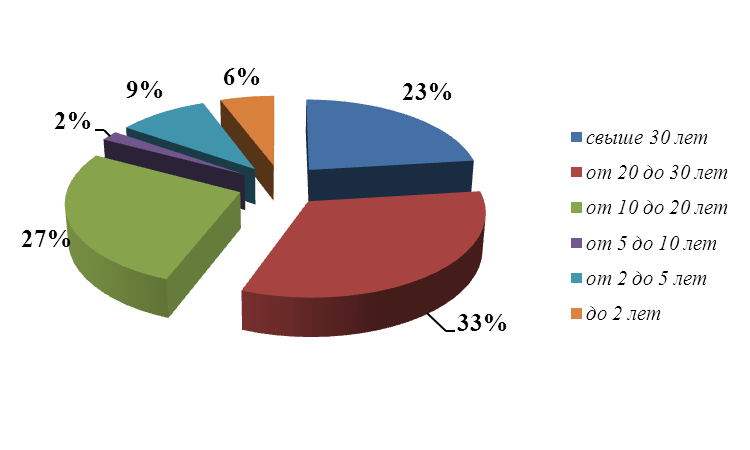 6%
9%
23%
2%
27%
33%
свыше 30 лет
от 20 до 30 лет
от 10 до 20 лет
от 5 до 10 лет
от 2 до 5 лет
до 2 лет